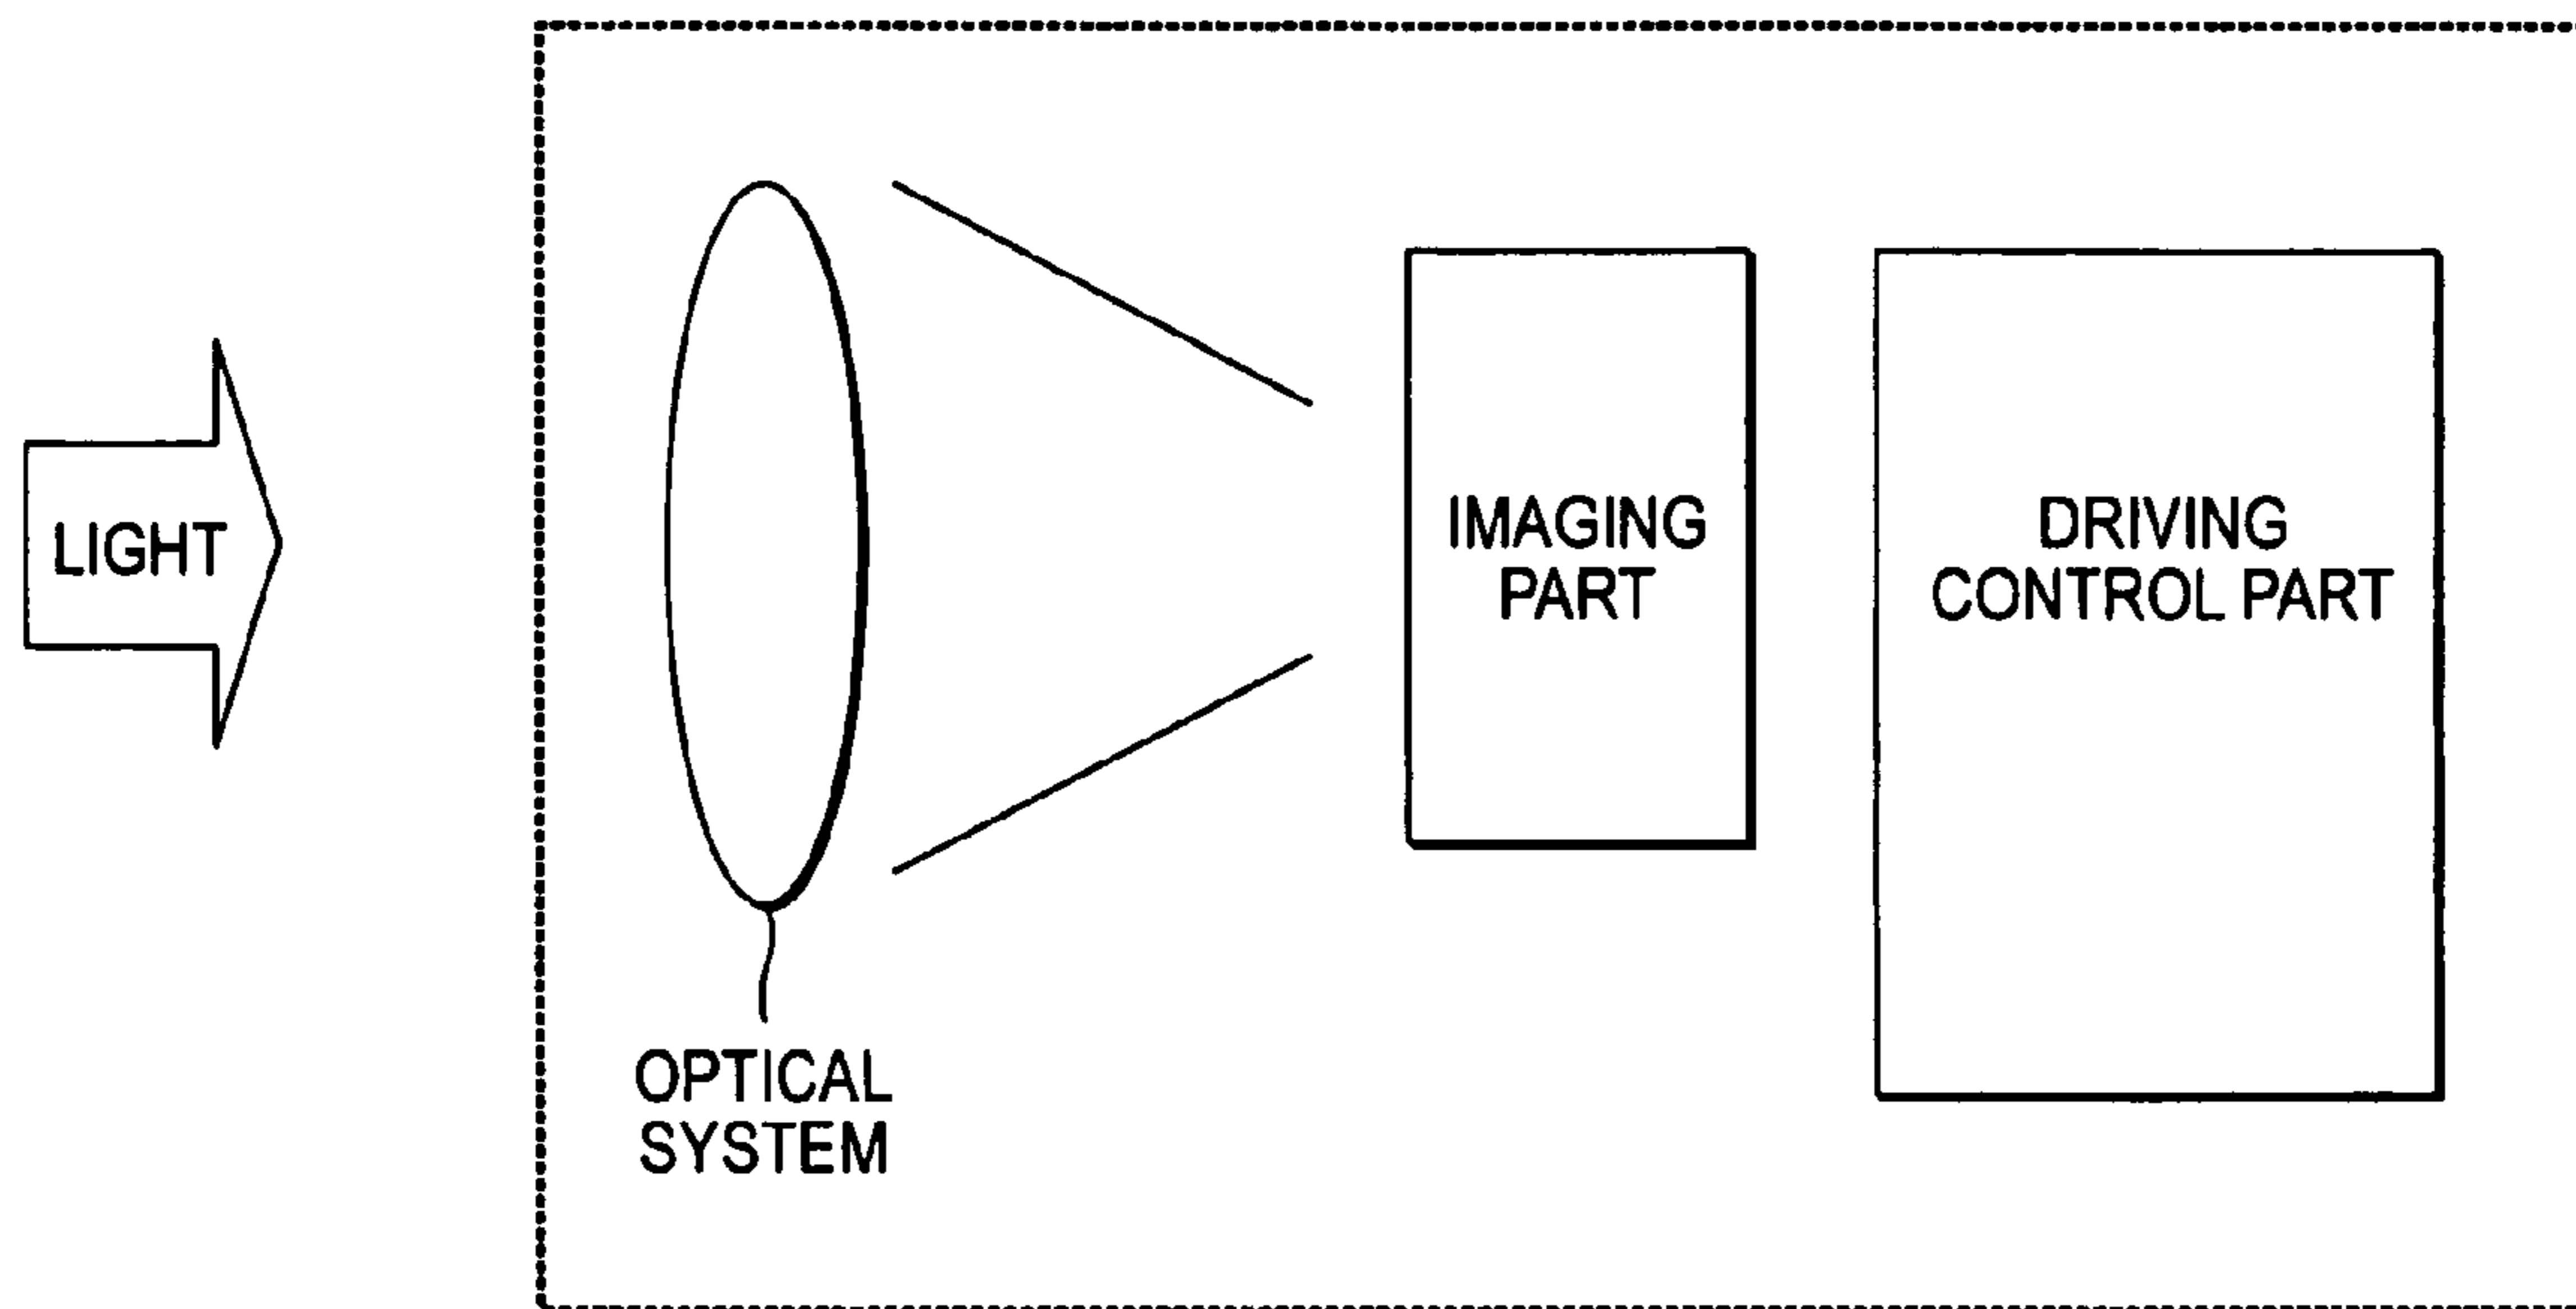 LIGHT
IMAGING
PART
DRIVING
CONTROL PART
OPTICAL
SYSTEM